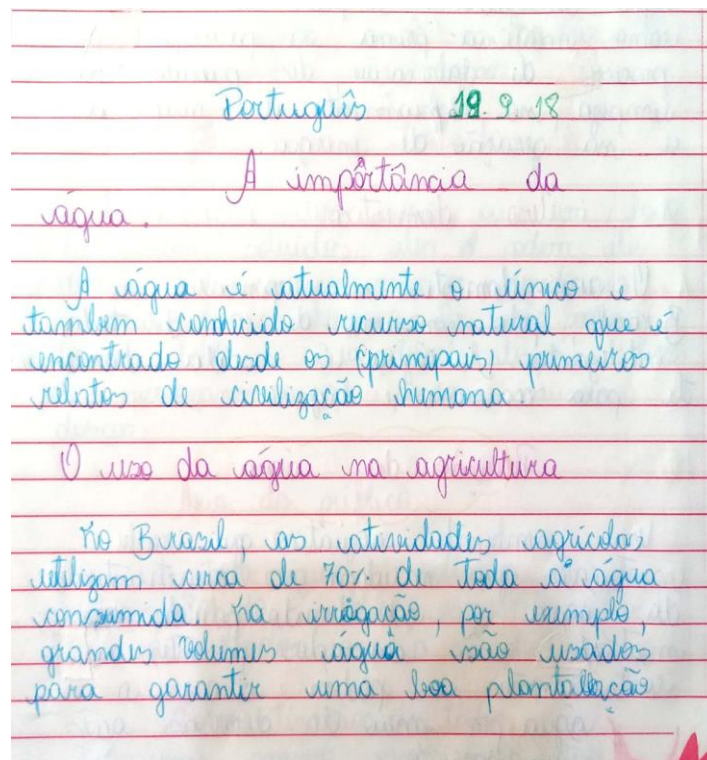 Português 19.9.18
A importância da
água.
A água é atualmente o único e
também conhecido recurso natural que é
encontrado desde os (principais) primeiros
relatos de civilização humana
O uso da água na agricultura
No Brasil, as atividades agrícolas
utilizam cerca de 70% de toda a água
consumida na irrigação, por exemplo,
grandes volumes água são usados
para garantir uma boa plantallação